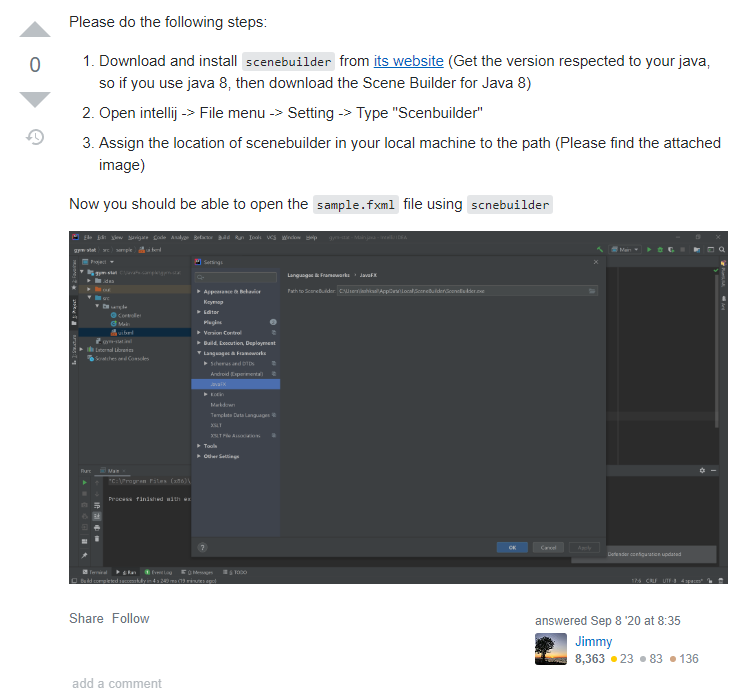 Please do the following steps:
0
1. Download and install scenebuilder from its website (Get the version respected to your java,
so if you use java 8, then download the Scene Builder for Java 8)
2. Open intellij -> File menu -> Setting -> Type "Scenbuilder"
3. Assign the location of scenebuilder in your local machine to the path (Please find the attached
image)
Now you should be able to open the sample.fxml file using scnebuilder
File Edit View Navigate Code Analyze Refactor Build Run Tools VCS Window Help
gym-stat src sample ui.fxml
Main
Project
Settings
gym-stat
.idea
out
src
sample
Controller
Main
ui.fxml
gym-stat.iml
External Libraries
Scratches and Consoles
Appearance & Behavior
Keymap
Editor
Plugins
Version Control
Build, Execution, Deployment
Languages & Frameworks
Schemas and DTDs
Android (Experimental)
JavaFX
Kotlin
Markdown
Template Data Languages
XSLT
XSLT File Associations
Tools
Other Settings
Languages & Frameworks › JavaFX
Path to SceneBuilder:
Run: Main
"C:\Program Files (x86)\
Process finished with ex
? OK Cancel Apply
Defender configuration updated
Terminal 4: Run Event Log 0: Messages 6: TODO
Build completed successfully in 4 s 249 ms (19 minutes ago)
17:5 CRLF UTF-8 4 spaces
Share Follow
answered Sep 8 '20 at 8:35
Jimmy
8,363 23 83 136
add a comment